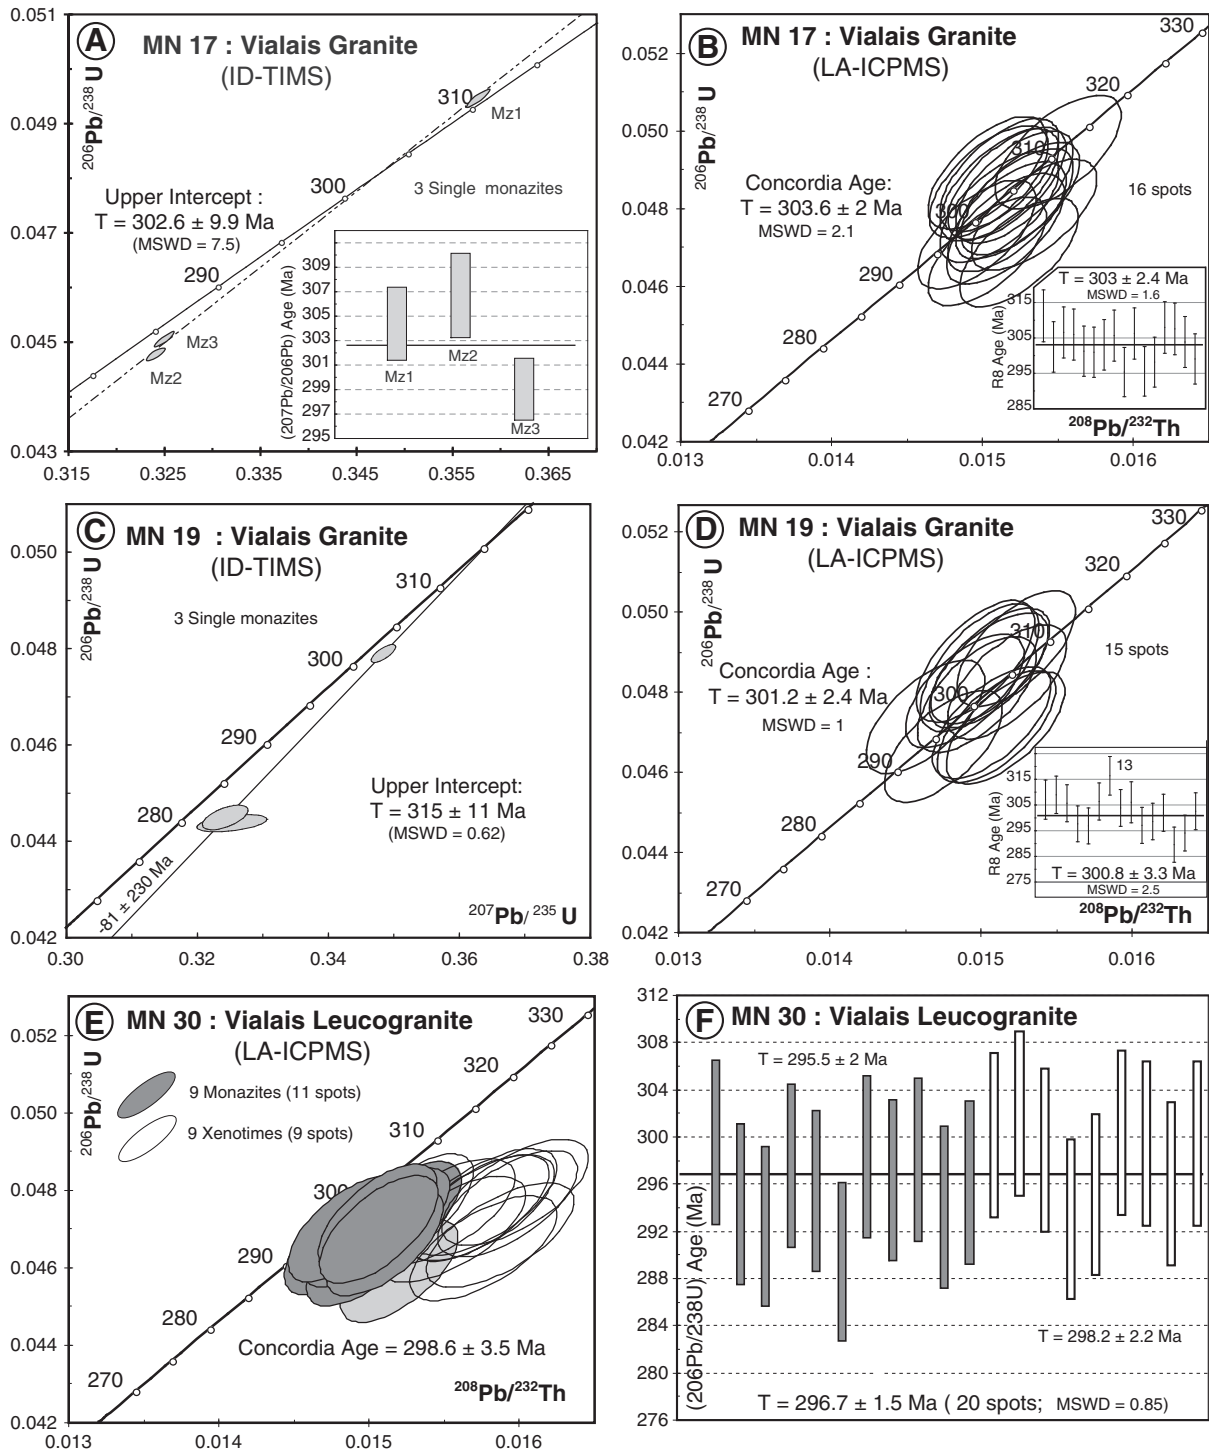 A
MN 17 : Vialais Granite
(ID-TIMS)
206Pb/238 U
0.051
0.049
0.047
0.045
0.043
0.315
0.325
0.335
0.345
0.355
0.365
310
300
290
Mz1
Mz3
Mz2
3 Single monazites
Upper Intercept :
T = 302.6 ± 9.9 Ma
(MSWD = 7.5)
(207Pb/206Pb) Age (Ma)
309
307
305
303
301
299
297
295
Mz1
Mz2
Mz3
B
MN 17 : Vialais Granite
(LA-ICPMS)
206Pb/238 U
0.052
0.050
0.048
0.046
0.044
0.042
0.013
0.014
0.015
0.016
330
320
310
300
290
280
270
Concordia Age:
T = 303.6 ± 2 Ma
MSWD = 2.1
16 spots
T = 303 ± 2.4 Ma
MSWD = 1.6
R8 Age (Ma)
315
305
295
285
208Pb/232Th
C
MN 19 : Vialais Granite
(ID-TIMS)
206Pb/238 U
0.050
0.048
0.046
0.044
0.042
0.30
0.32
0.34
0.36
0.38
310
300
290
280
3 Single monazites
Upper Intercept:
T = 315 ± 11 Ma
(MSWD = 0.62)
-81 ± 230 Ma
207Pb/ 235 U
D
MN 19 : Vialais Granite
(LA-ICPMS)
206Pb/238 U
0.052
0.050
0.048
0.046
0.044
0.042
0.013
0.014
0.015
0.016
330
320
310
300
290
280
270
Concordia Age :
T = 301.2 ± 2.4 Ma
MSWD = 1
15 spots
13
R8 Age (Ma)
315
305
295
285
275
T = 300.8 ± 3.3 Ma
MSWD = 2.5
208Pb/232Th
E
MN 30 : Vialais Leucogranite
(LA-ICPMS)
206Pb/238 U
9 Monazites (11 spots)
9 Xenotimes (9 spots)
0.052
0.050
0.048
0.046
0.044
0.042
0.013
0.014
0.015
0.016
330
320
310
300
290
280
270
Concordia Age = 298.6 ± 3.5 Ma
208Pb/232Th
F
MN 30 : Vialais Leucogranite
T = 295.5 ± 2 Ma
(206Pb/238U) Age (Ma)
312
308
304
300
296
292
288
284
280
276
T = 298.2 ± 2.2 Ma
T = 296.7 ± 1.5 Ma ( 20 spots; MSWD = 0.85)